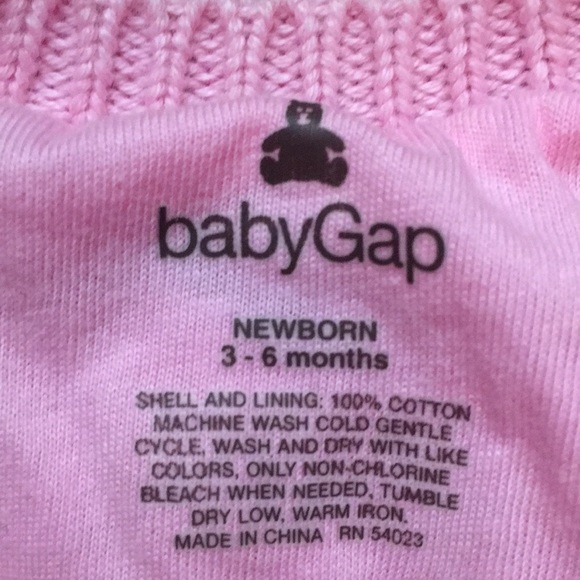 babyGap
NEWBORN
3 - 6 months
SHELL AND LINING: 100% COTTON
MACHINE WASH COLD GENTLE
CYCLE, WASH AND DRY WITH LIKE
COLORS, ONLY NON-CHLORINE
BLEACH WHEN NEEDED, TUMBLE
DRY LOW, WARM IRON.
MADE IN CHINA RN 54023